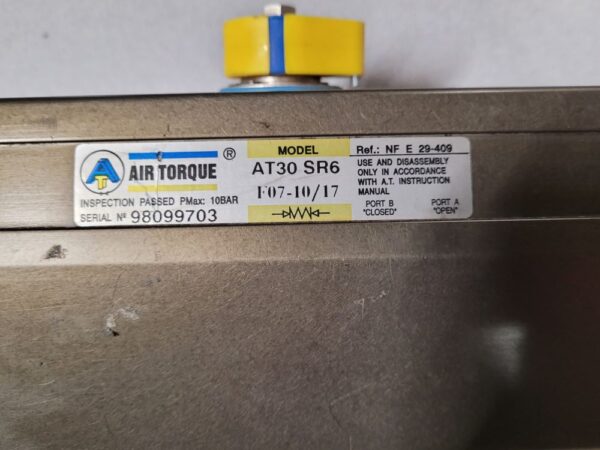 AT
AIR TORQUE ®
INSPECTION PASSED PMax: 10BAR
SERIAL Nº 98099703
MODEL
AT30 SR6
F07-10/17
Ref.: NF E 29-409
USE AND DISASSEMBLY
ONLY IN ACCORDANCE
WITH A.T. INSTRUCTION
MANUAL
PORT B PORT A
"CLOSED" "OPEN"